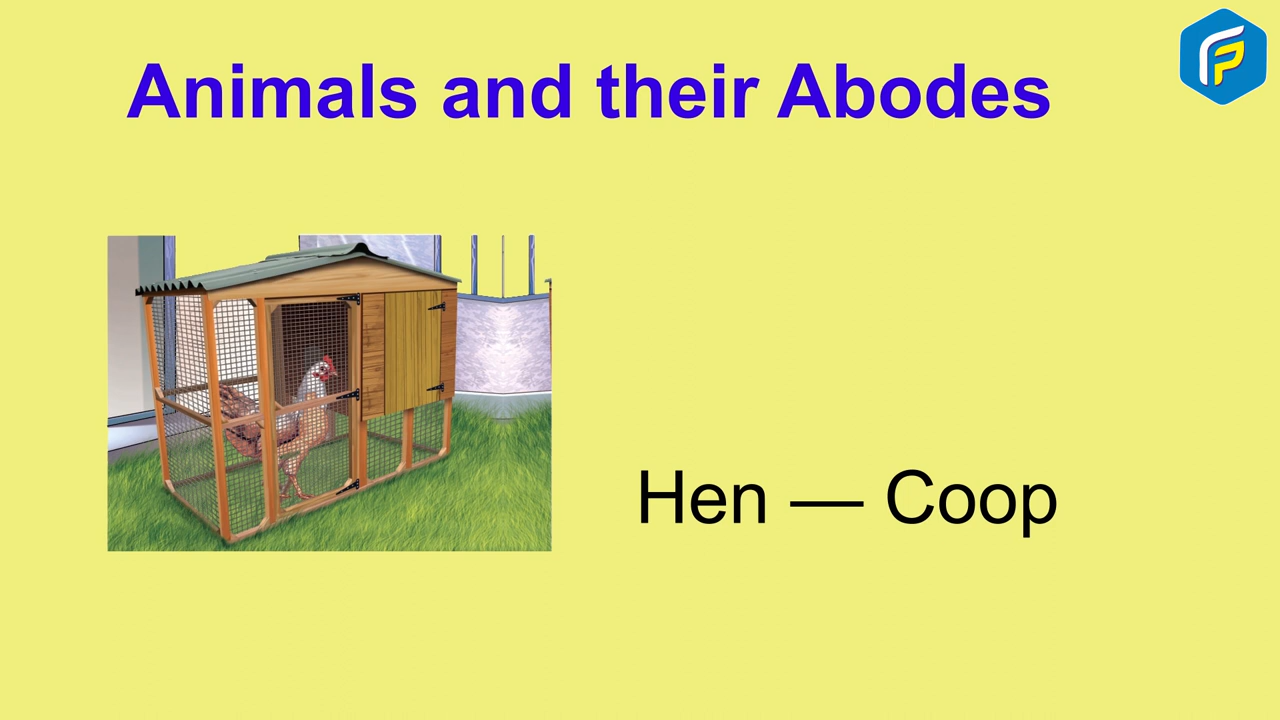 Animals and their Abodes
Hen — Coop